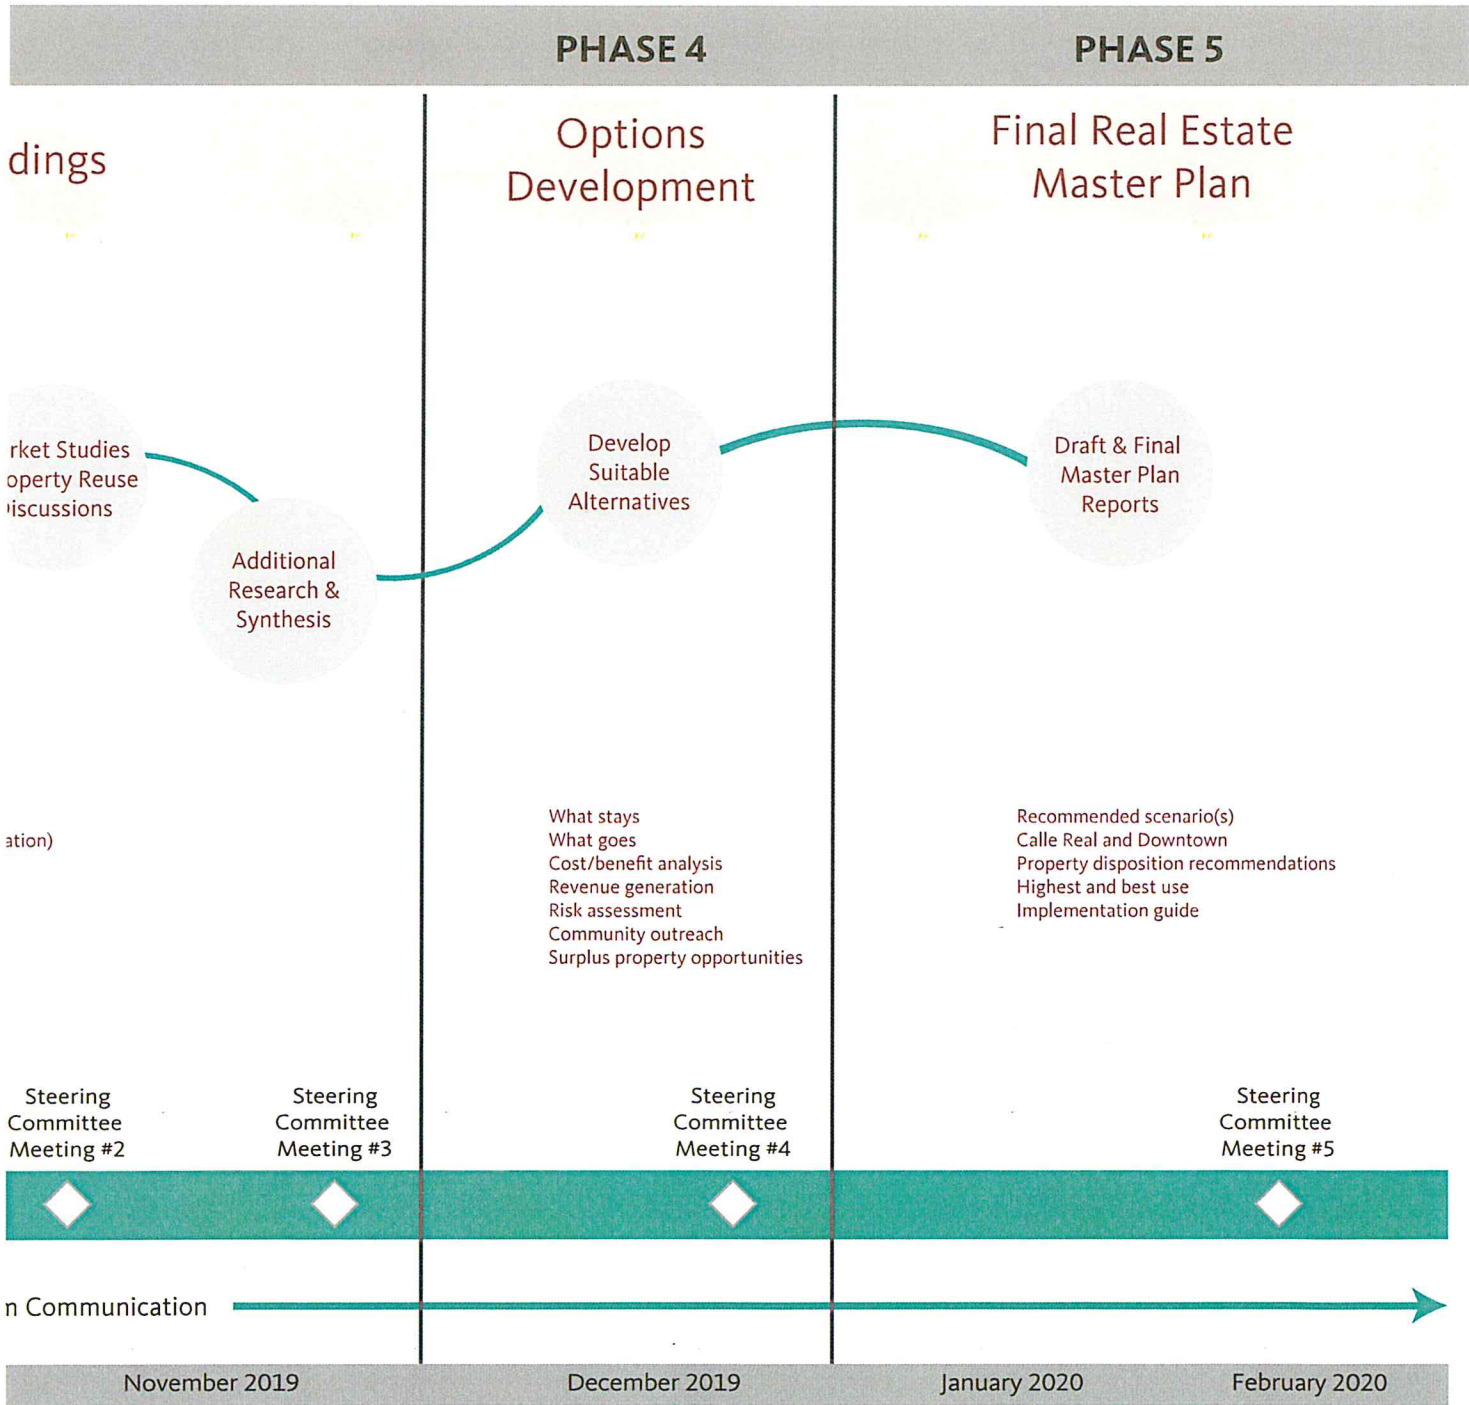 PHASE 4
PHASE 5
dings
Options
Development
Final Real Estate
Master Plan
rket Studies
operty Reuse
iscussions
Additional
Research &
Synthesis
Develop
Suitable
Alternatives
Draft & Final
Master Plan
Reports
ation)
What stays
What goes
Cost/benefit analysis
Revenue generation
Risk assessment
Community outreach
Surplus property opportunities
Recommended scenario(s)
Calle Real and Downtown
Property disposition recommendations
Highest and best use
Implementation guide
Steering
Committee
Meeting #2
Steering
Committee
Meeting #3
Steering
Committee
Meeting #4
Steering
Committee
Meeting #5
n Communication
November 2019
December 2019
January 2020
February 2020